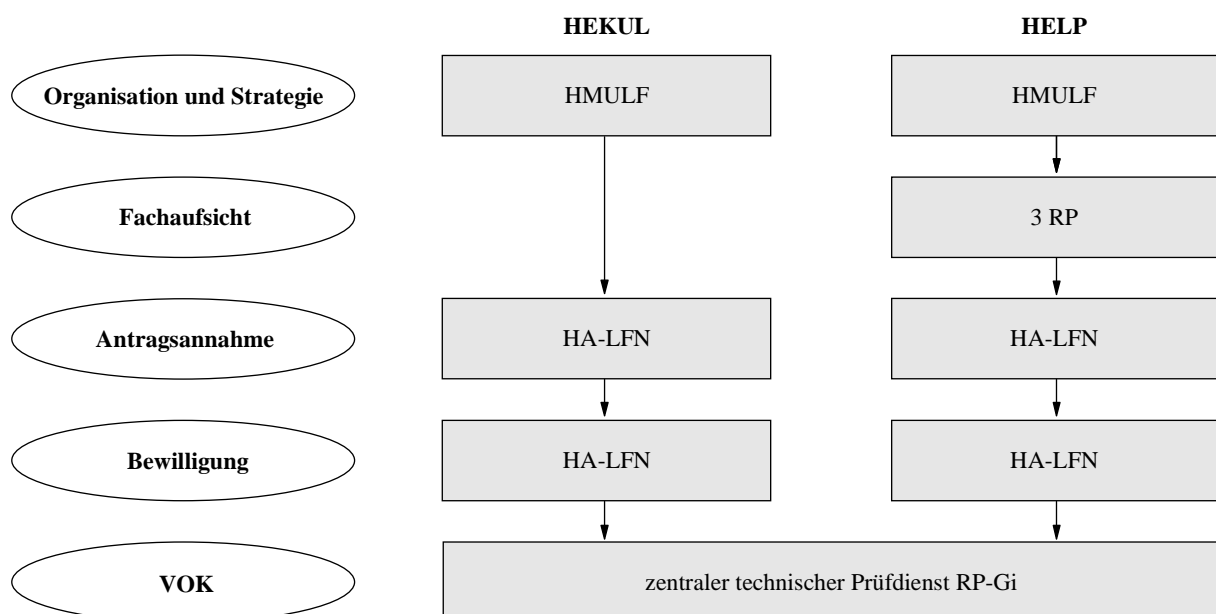 HEKUL HELP
Organisation und Strategie HMULF HMULF
Fachaufsicht 3 RP
Antragsannahme HA-LFN HA-LFN
Bewilligung HA-LFN HA-LFN
VOK zentraler technischer Prüfdienst RP-Gi